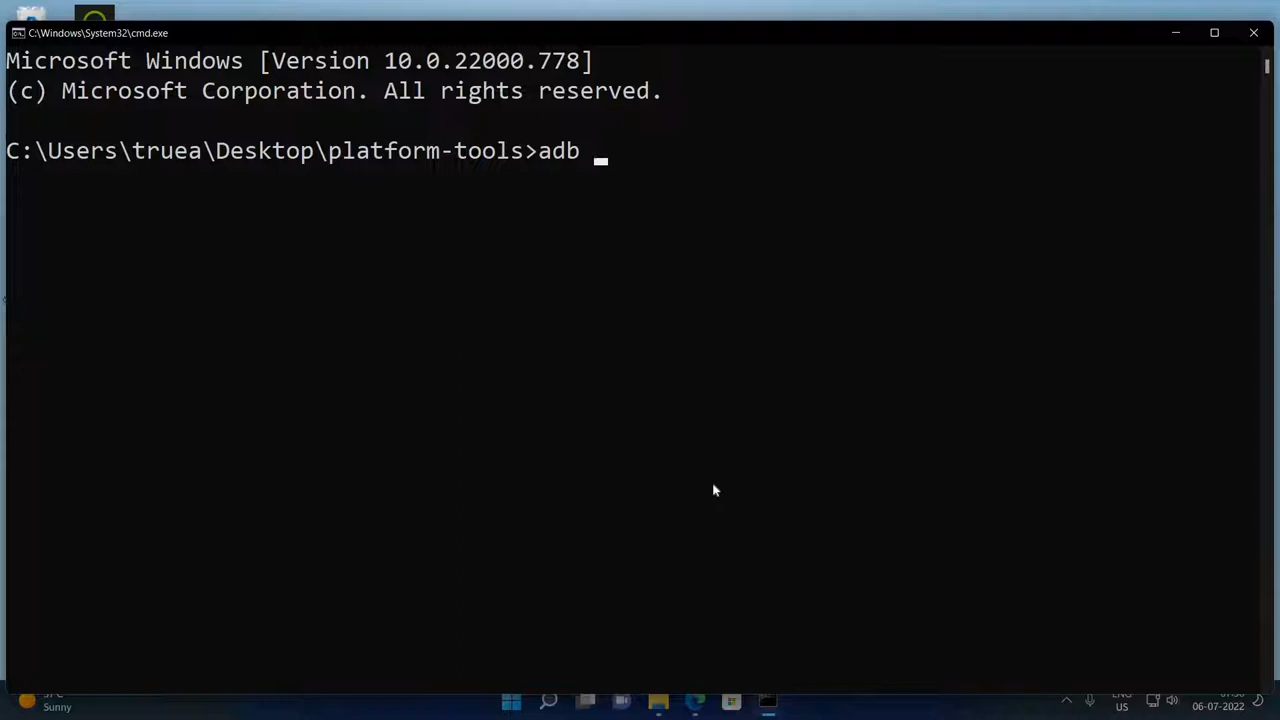 C:\Windows\System32\cmd.exe
Microsoft Windows [Version 10.0.22000.778]
(c) Microsoft Corporation. All rights reserved.
C:\Users\truea\Desktop\platform-tools>adb
Sunny
ENG
US
06-07-2022